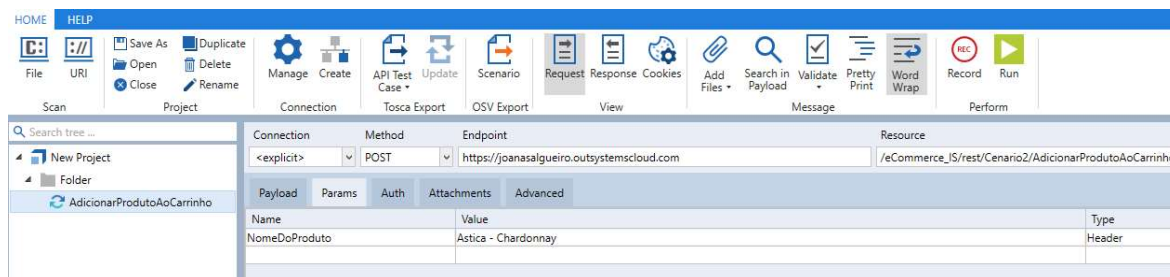 HOME HELP
Save As Duplicate
Open Delete
Close Rename
File URI Manage Create API Test Case Update Scenario Request Response Cookies Add Files Search in Payload Validate Pretty Print Word Wrap REC Record Run
Scan Project Connection Tosca Export OSV Export View Message Perform
Search tree ...
New Project
Folder
AdicionarProdutoAoCarrinho
Connection Method Endpoint Resource
<explicit> POST https://joanasalgueiro.outsystemscloud.com /eCommerce_IS/rest/Cenario2/AdicionarProdutoAoCarrinho
Payload Params Auth Attachments Advanced
Name Value Type
NomeDoProduto Astica - Chardonnay Header